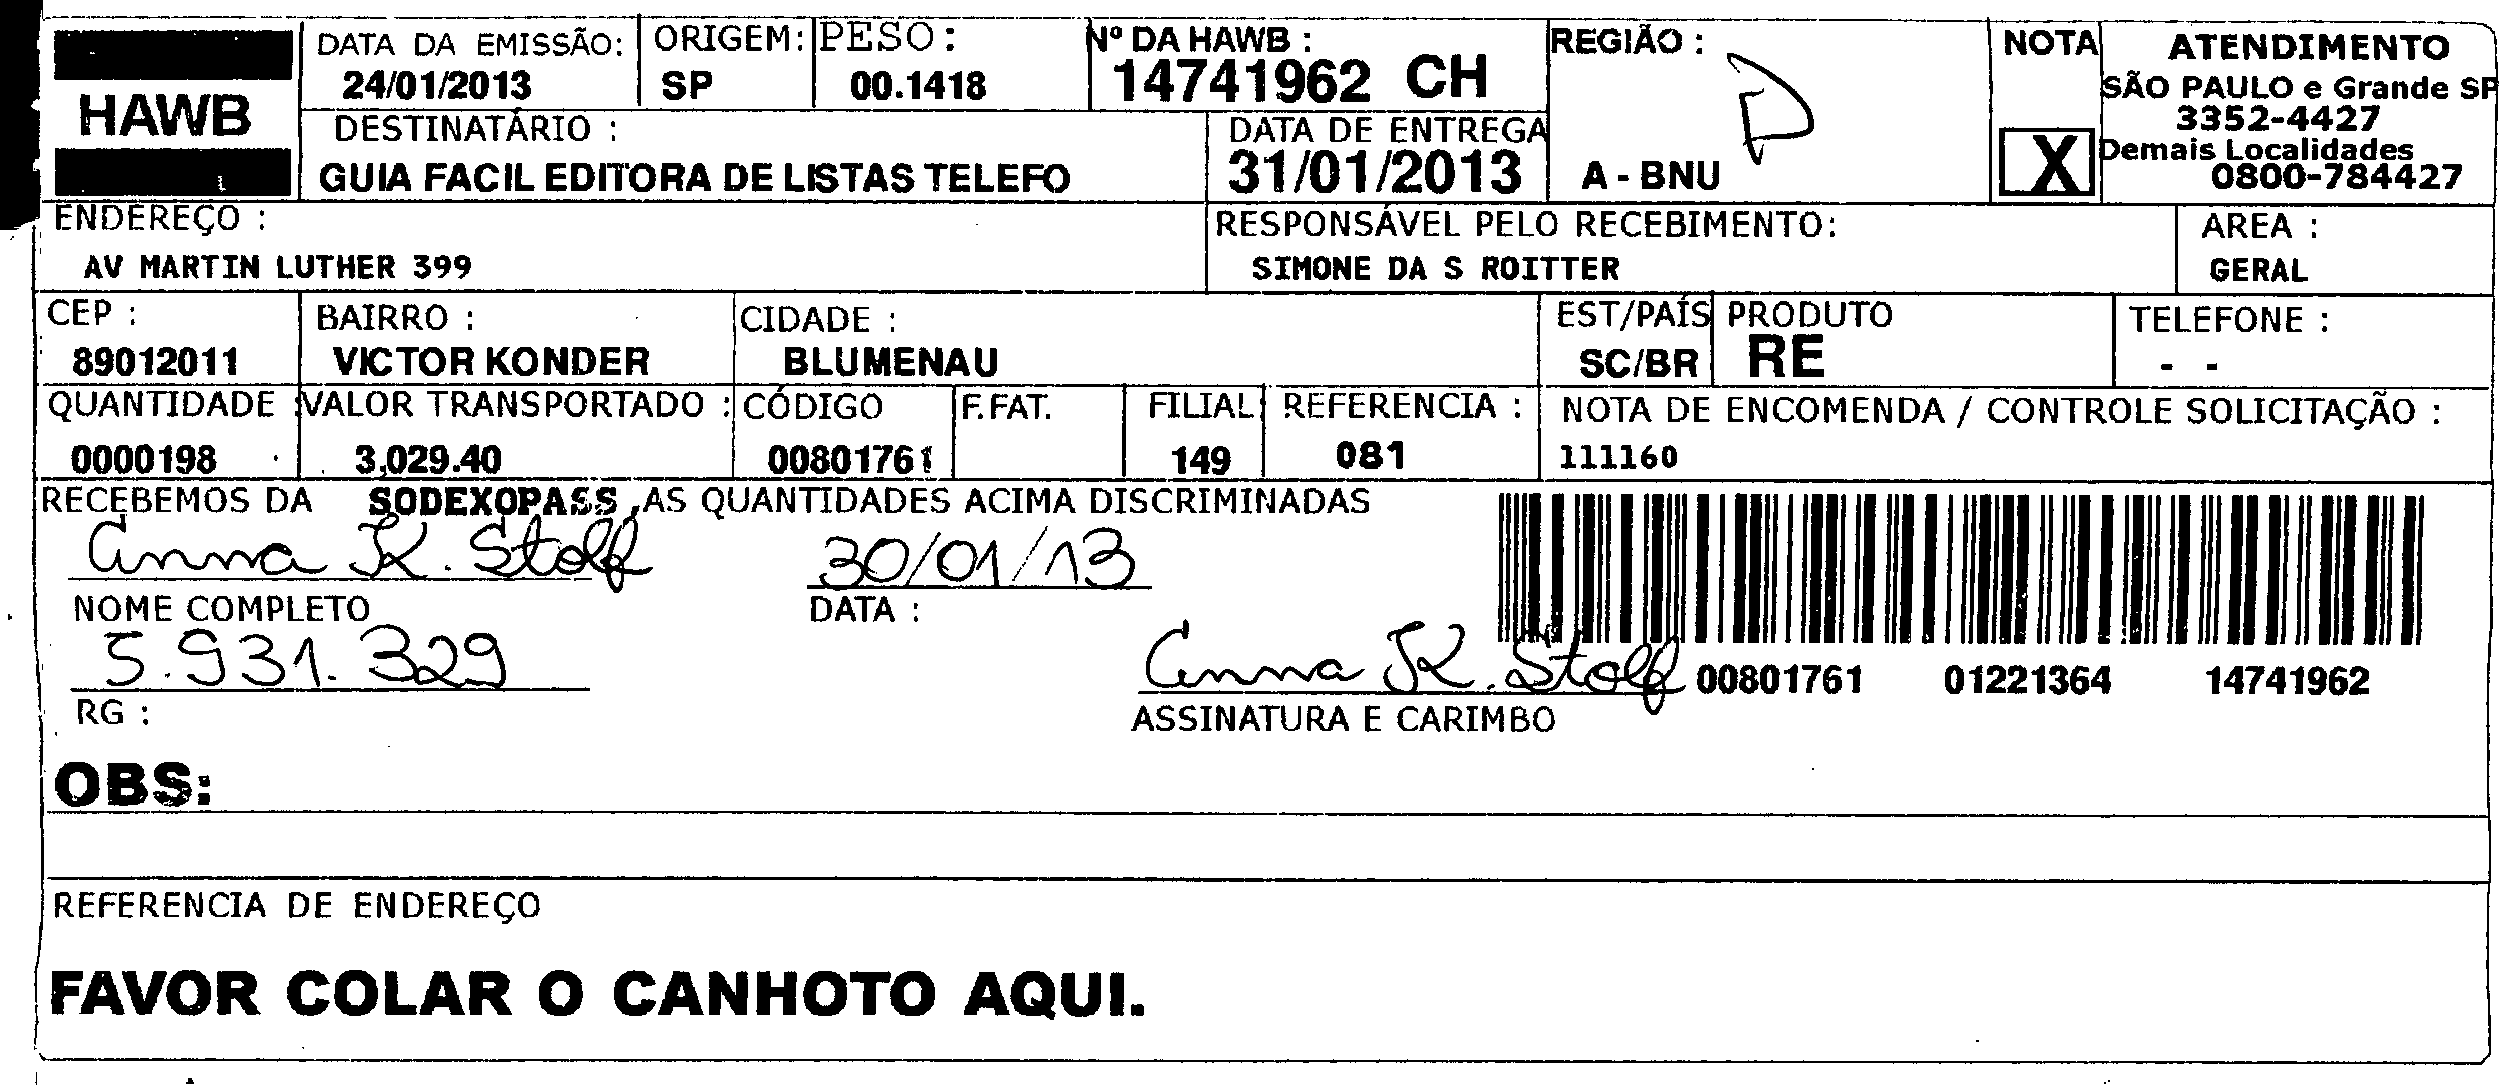 HAWB
DATA DA EMISSÃO: ORIGEM: PESO: Nº DA HAWB : REGIÃO : NOTA ATENDIMENTO
24/01/2013 SP 00.1418 14741962 CH SÃO PAULO e Grande SP
3352-4427
DESTINATÁRIO : DATA DE ENTREGA Demais Localidades
GUIA FACIL EDITORA DE LISTAS TELEFO 31/01/2013 A - BNU X 0800-784427
ENDEREÇO : RESPONSÁVEL PELO RECEBIMENTO: AREA :
AV MARTIN LUTHER 399 SIMONE DA S ROITTER GERAL
CEP : BAIRRO : CIDADE : EST/PAÍS PRODUTO TELEFONE :
89012011 VICTOR KONDER BLUMENAU SC/BR RE - -
QUANTIDADE VALOR TRANSPORTADO : CÓDIGO F.FAT. FILIAL REFERENCIA : NOTA DE ENCOMENDA / CONTROLE SOLICITAÇÃO :
0000198 3,029.40 00801761 149 081 111160
RECEBEMOS DA SODEXOPASS ,AS QUANTIDADES ACIMA DISCRIMINADAS
Anna K. Stolf 30/01/13
NOME COMPLETO DATA :
5.931.329 Anna K. Stolf 00801761 01221364 14741962
RG : ASSINATURA E CARIMBO
OBS:
REFERENCIA DE ENDEREÇO
FAVOR COLAR O CANHOTO AQUI.